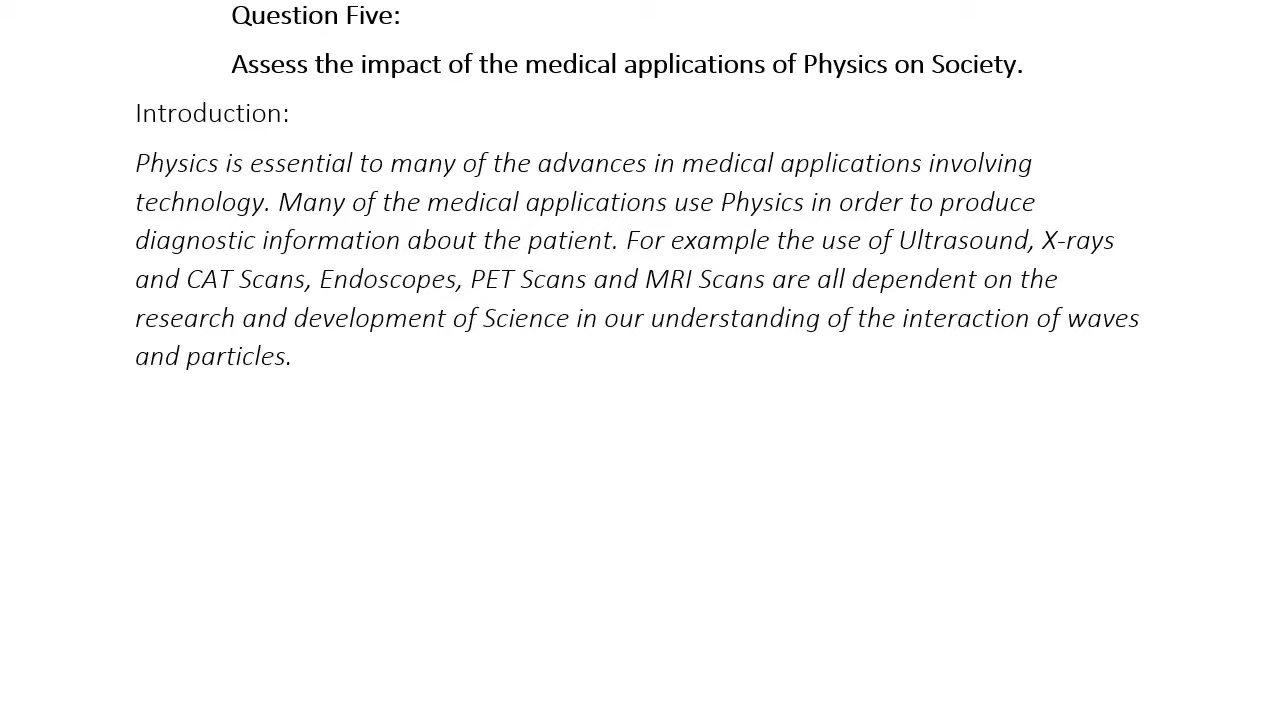 Question Five:
Assess the impact of the medical applications of Physics on Society.
Introduction:
Physics is essential to many of the advances in medical applications involving
technology. Many of the medical applications use Physics in order to produce
diagnostic information about the patient. For example the use of Ultrasound, X-rays
and CAT Scans, Endoscopes, PET Scans and MRI Scans are all dependent on the
research and development of Science in our understanding of the interaction of waves
and particles.